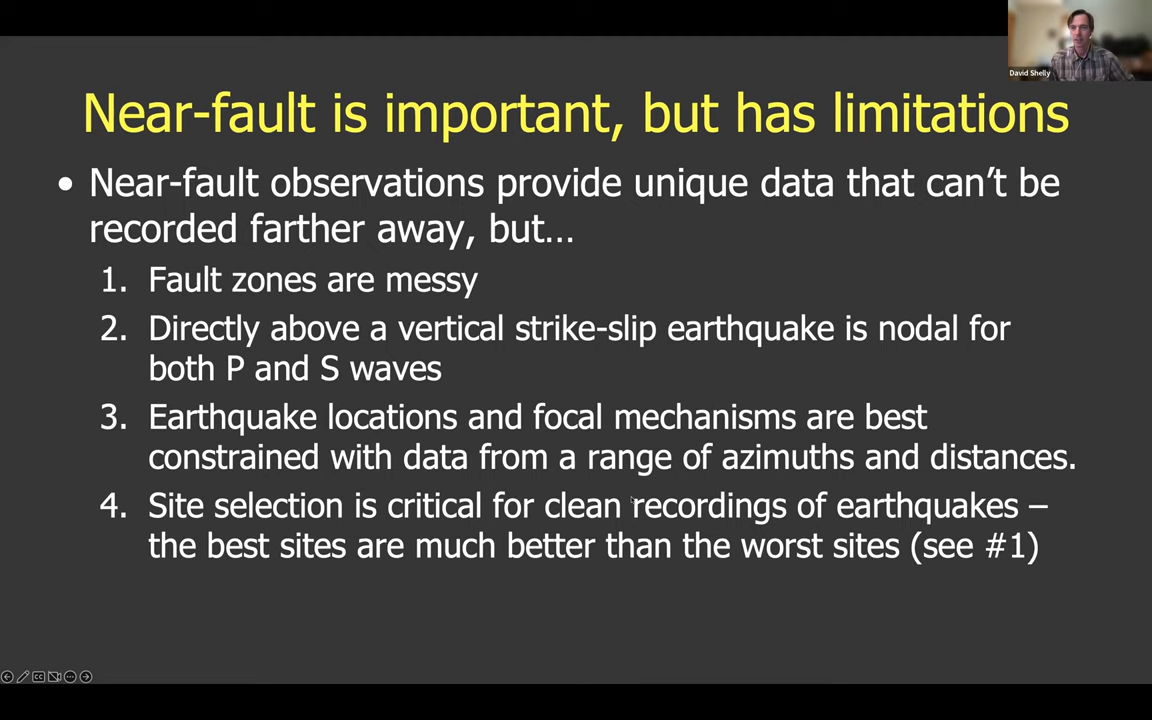 David Shelly
Near-fault is important, but has limitations
• Near-fault observations provide unique data that can't be
recorded farther away, but…
1. Fault zones are messy
2. Directly above a vertical strike-slip earthquake is nodal for
both P and S waves
3. Earthquake locations and focal mechanisms are best
constrained with data from a range of azimuths and distances.
4. Site selection is critical for clean recordings of earthquakes –
the best sites are much better than the worst sites (see #1)